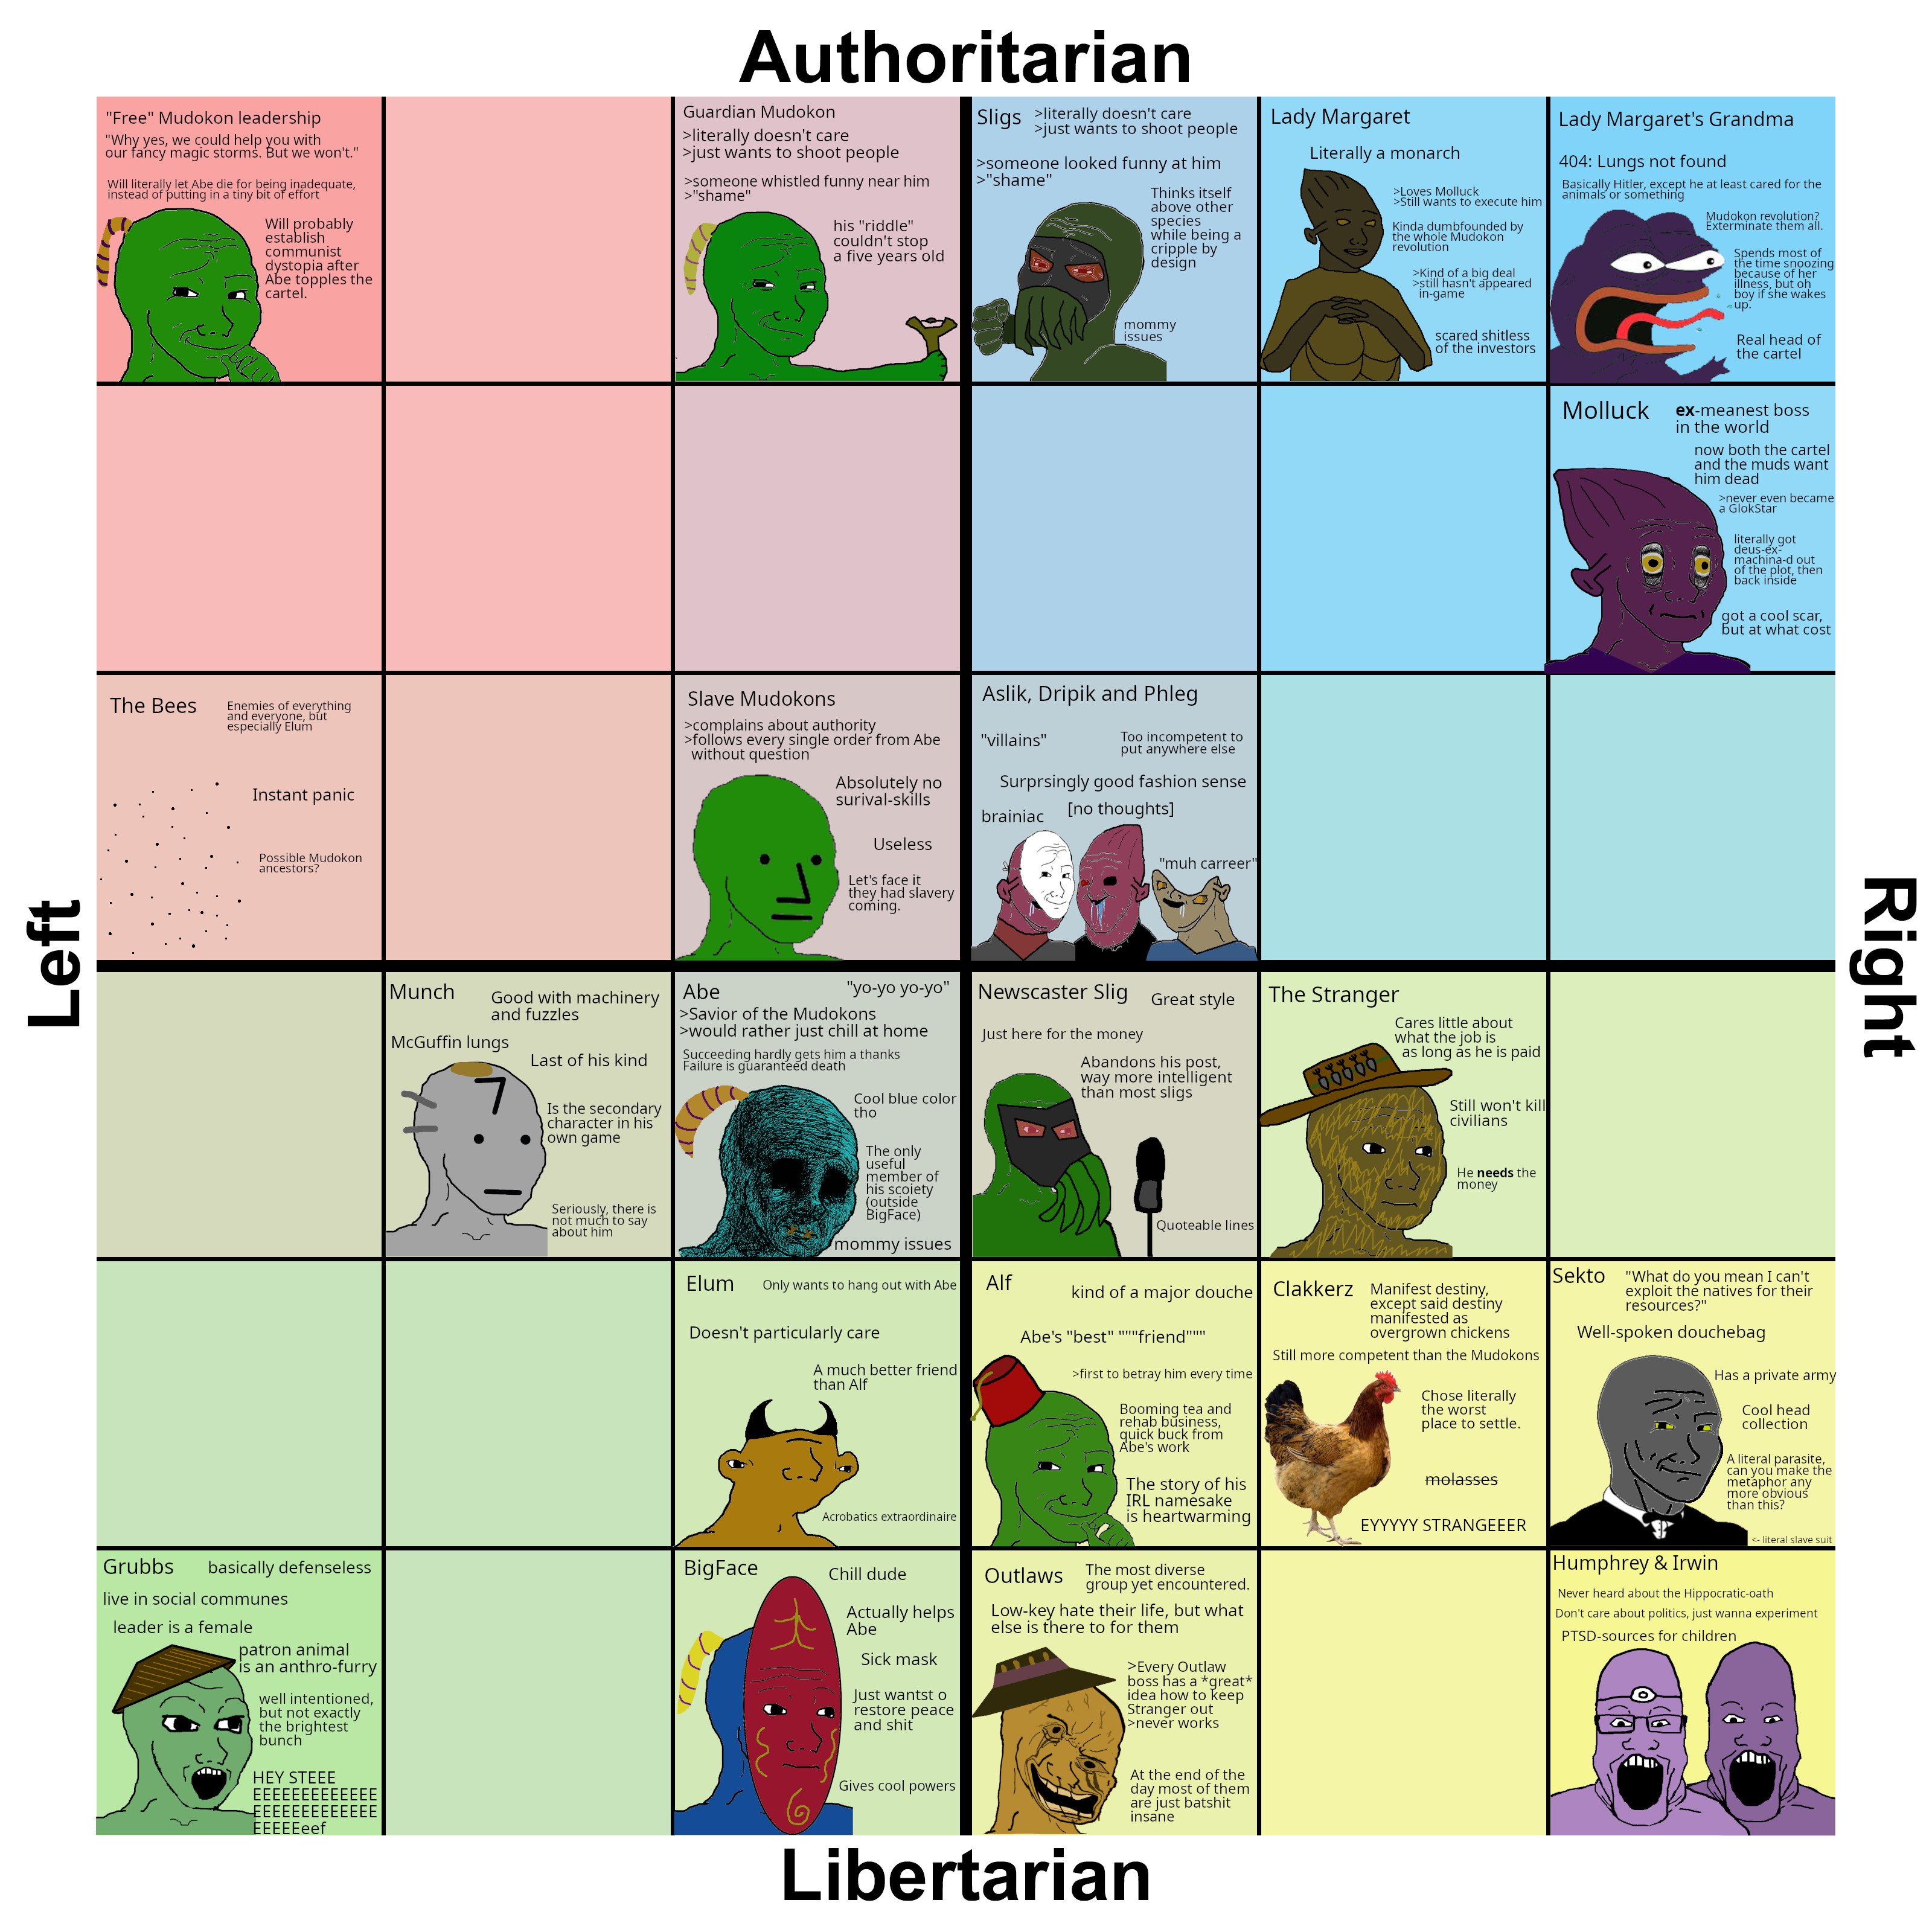 Authoritarian
"Free" Mudokon leadership
"Why yes, we could help you with
our fancy magic storms. But we won't."
Will literally let Abe die for being inadequate,
instead of putting in a tiny bit of effort
Will probably
establish
communist
dystopia after
Abe topples the
cartel.
Guardian Mudokon
>literally doesn't care
>just wants to shoot people
>someone whistled funny near him
>"shame"
his "riddle"
couldn't stop
a five years old
Sligs
>literally doesn't care
>just wants to shoot people
>someone looked funny at him
>"shame"
Thinks itself
above other
species
while being a
cripple by
design
mommy
issues
Lady Margaret
Literally a monarch
>Loves Molluck
>Still wants to execute him
Kinda dumbfounded by
the whole Mudokon
revolution
>Kind of a big deal
>still hasn't appeared
in-game
scared shitless
of the investors
Lady Margaret's Grandma
404: Lungs not found
Basically Hitler, except he at least cared for the
animals or something
Mudokon revolution?
Exterminate them all.
Spends most of
the time snoozing
because of her
illness, but oh
boy if she wakes
up.
Real head of
the cartel
Molluck
ex-meanest boss
in the world
now both the cartel
and the muds want
him dead
>never even became
a GlokStar
literally got
deus-ex-
machina-d out
of the plot, then
back inside
got a cool scar,
but at what cost
Left
Right
The Bees
Enemies of everything
and everyone, but
especially Elum
Instant panic
Possible Mudokon
ancestors?
Slave Mudokons
>complains about authority
>follows every single order from Abe
without question
Absolutely no
surival-skills
Useless
Let's face it
they had slavery
coming.
Aslik, Dripik and Phleg
"villains"
Too incompetent to
put anywhere else
Surprsingly good fashion sense
brainiac
[no thoughts]
"muh carreer"
Munch
Good with machinery
and fuzzles
McGuffin lungs
Last of his kind
Is the secondary
character in his
own game
Seriously, there is
not much to say
about him
Abe
"yo-yo yo-yo"
>Savior of the Mudokons
>would rather just chill at home
Succeeding hardly gets him a thanks
Failure is guaranteed death
Cool blue color
tho
The only
useful
member of
his scoiety
(outside
BigFace)
mommy issues
Newscaster Slig
Great style
Just here for the money
Abandons his post,
way more intelligent
than most sligs
Quoteable lines
The Stranger
Cares little about
what the job is
as long as he is paid
Still won't kill
civilians
He needs the
money
Elum
Only wants to hang out with Abe
Doesn't particularly care
A much better friend
than Alf
Acrobatics extraordinaire
Alf
kind of a major douche
Abe's "best" """friend"""
>first to betray him every time
Booming tea and
rehab business,
quick buck from
Abe's work
The story of his
IRL namesake
is heartwarming
Clakkerz
Manifest destiny,
except said destiny
manifested as
overgrown chickens
Still more competent than the Mudokons
Chose literally
the worst
place to settle.
molasses
EYYYYY STRANGEEER
Sekto
"What do you mean I can't
exploit the natives for their
resources?"
Well-spoken douchebag
Has a private army
Cool head
collection
A literal parasite,
can you make the
metaphor any
more obvious
than this?
<- literal slave suit
Grubbs
basically defenseless
live in social communes
leader is a female
patron animal
is an anthro-furry
well intentioned,
but not exactly
the brightest
bunch
HEY STEEE
EEEEEEEEEEEEE
EEEEEEEEEEEEE
EEEEEeef
BigFace
Chill dude
Actually helps
Abe
Sick mask
Just wantst o
restore peace
and shit
Gives cool powers
Outlaws
The most diverse
group yet encountered.
Low-key hate their life, but what
else is there to for them
>Every Outlaw
boss has a *great*
idea how to keep
Stranger out
>never works
At the end of the
day most of them
are just batshit
insane
Humphrey & Irwin
Never heard about the Hippocratic-oath
Don't care about politics, just wanna experiment
PTSD-sources for children
Libertarian